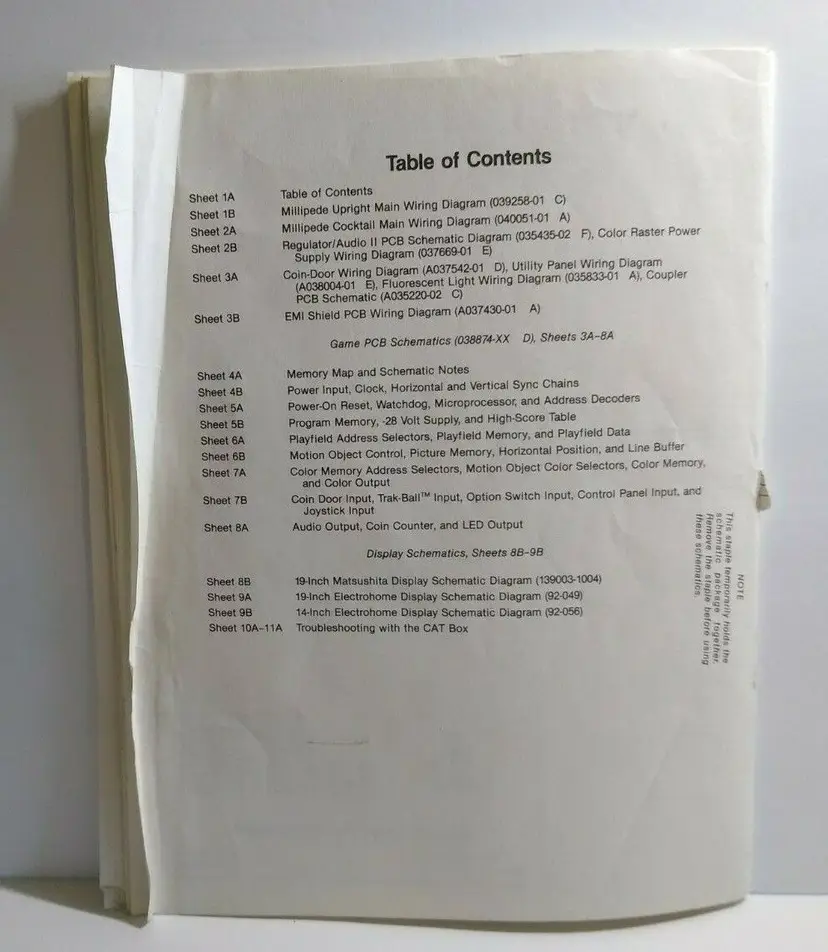 Table of Contents
Sheet 1A Table of Contents
Sheet 1B Millipede Upright Main Wiring Diagram (039258-01 C)
Sheet 2A Millipede Cocktail Main Wiring Diagram (040051-01 A)
Sheet 2B Regulator/Audio II PCB Schematic Diagram (035435-02 F), Color Raster Power
Supply Wiring Diagram (037669-01 E)
Sheet 3A Coin-Door Wiring Diagram (A037542-01 D), Utility Panel Wiring Diagram
(A038004-01 E), Fluorescent Light Wiring Diagram (035833-01 A), Coupler
PCB Schematic (A035220-02 C)
Sheet 3B EMI Shield PCB Wiring Diagram (A037430-01 A)
Game PCB Schematics (038874-XX D), Sheets 3A–8A
Sheet 4A Memory Map and Schematic Notes
Sheet 4B Power Input, Clock, Horizontal and Vertical Sync Chains
Sheet 5A Power-On Reset, Watchdog, Microprocessor, and Address Decoders
Sheet 5B Program Memory, -28 Volt Supply, and High-Score Table
Sheet 6A Playfield Address Selectors, Playfield Memory, and Playfield Data
Sheet 6B Motion Object Control, Picture Memory, Horizontal Position, and Line Buffer
Sheet 7A Color Memory Address Selectors, Motion Object Color Selectors, Color Memory,
and Color Output
Sheet 7B Coin Door Input, Trak-Ball™ Input, Option Switch Input, Control Panel Input, and
Joystick Input
Sheet 8A Audio Output, Coin Counter, and LED Output
Display Schematics, Sheets 8B–9B
Sheet 8B 19-Inch Matsushita Display Schematic Diagram (139003-1004)
Sheet 9A 19-Inch Electrohome Display Schematic Diagram (92-049)
Sheet 9B 14-Inch Electrohome Display Schematic Diagram (92-056)
Sheet 10A–11A Troubleshooting with the CAT Box
NOTE
This staple temporarily holds the
schematic package together.
Remove the staple before using
these schematics.